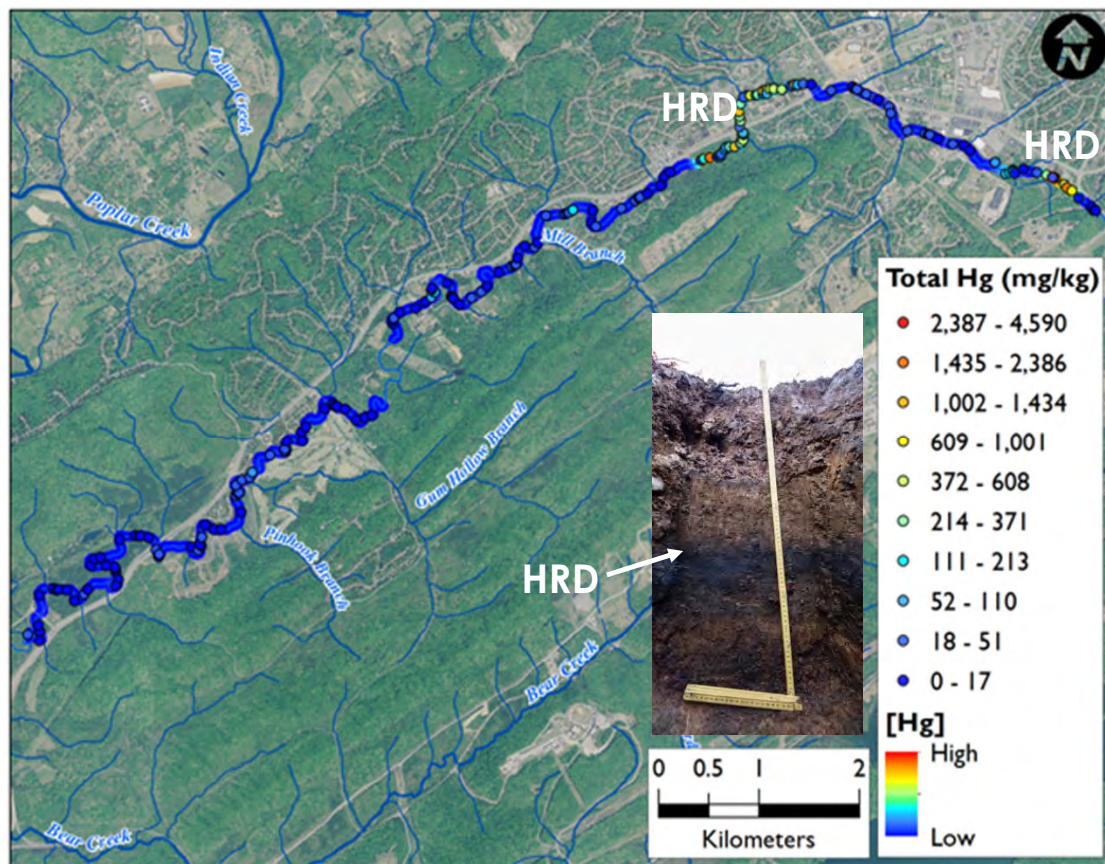 N
Indian Creek
HRD
HRD
Poplar Creek
Mill Branch
Total Hg (mg/kg)
2,387 - 4,590
1,435 - 2,386
1,002 - 1,434
609 - 1,001
372 - 608
214 - 371
111 - 213
52 - 110
18 - 51
0 - 17
[Hg]
High
Low
Gum Hollow Branch
Pinhook Branch
HRD
Bear Creek
0 0.5 1 2
Kilometers
Bear Creek